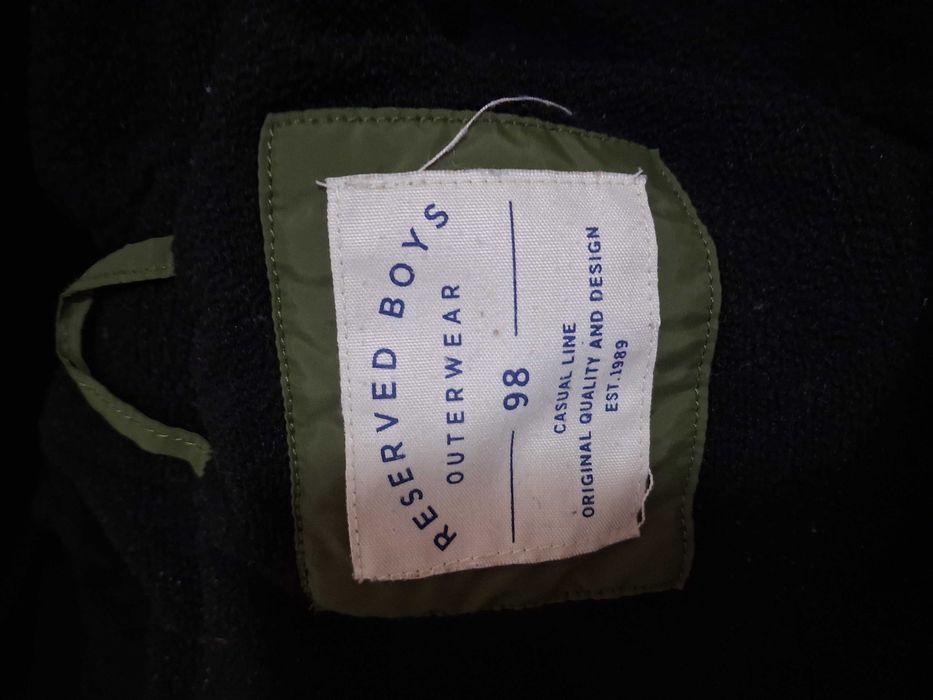 RESERVED BOYS
OUTERWEAR
98
CASUAL LINE
ORIGINAL QUALITY AND DESIGN
EST.1989